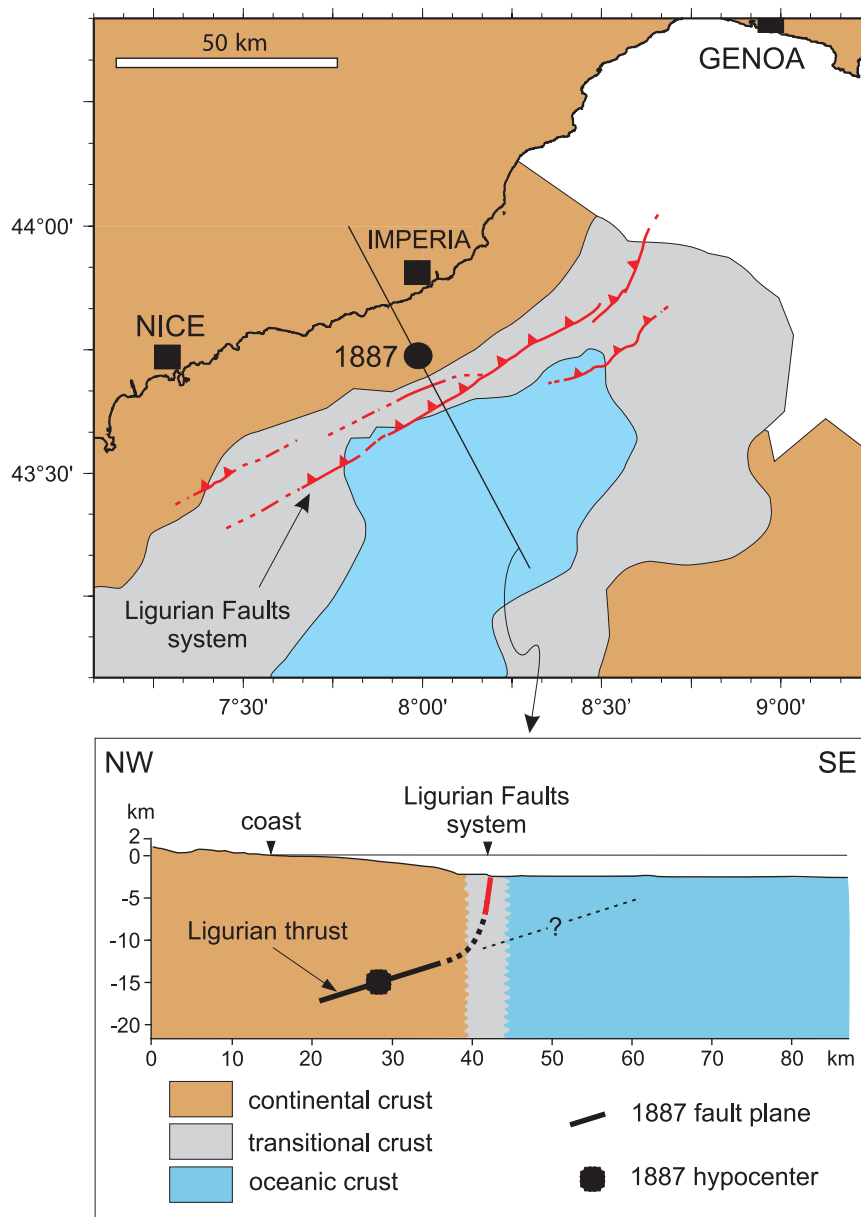 50 km
GENOA
44°00'
IMPERIA
NICE
1887
43°30'
Ligurian Faults
system
7°30'
8°00'
8°30'
9°00'
NW
SE
km
Ligurian Faults
system
coast
2
0
-5
-10
-15
-20
Ligurian thrust
?
0
10
20
30
40
50
60
70
80
km
continental crust
transitional crust
oceanic crust
1887 fault plane
1887 hypocenter